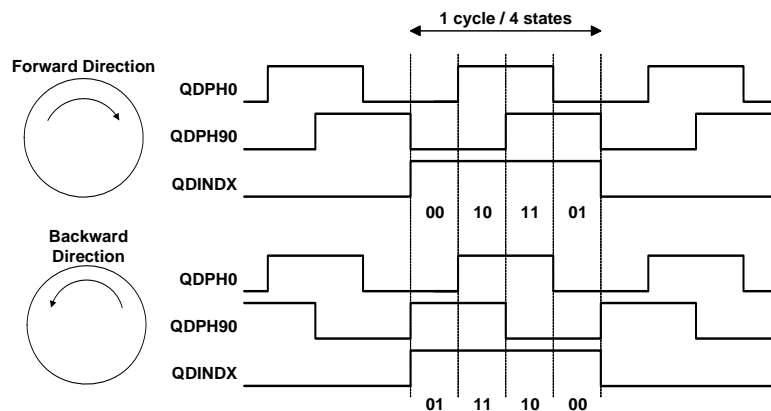 1 cycle / 4 states
Forward Direction
QDPH0
QDPH90
QDINDX
00 10 11 01
Backward
Direction
QDPH0
QDPH90
QDINDX
01 11 10 00